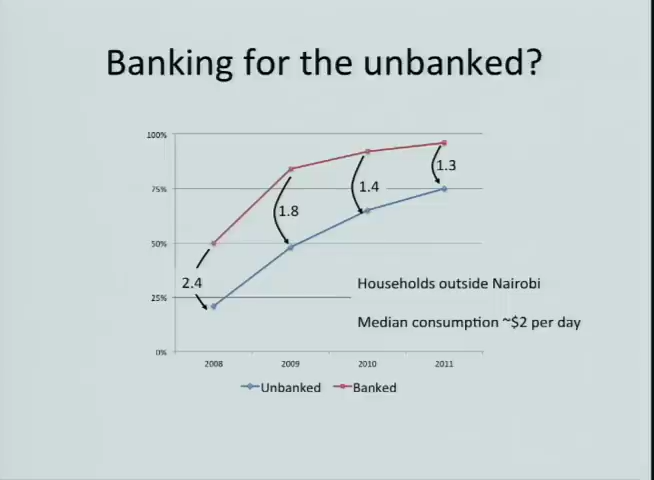 Banking for the unbanked?
100%
75%
50%
25%
0%
2.4
1.8
1.4
1.3
Households outside Nairobi
Median consumption ~$2 per day
2008 2009 2010 2011
Unbanked Banked